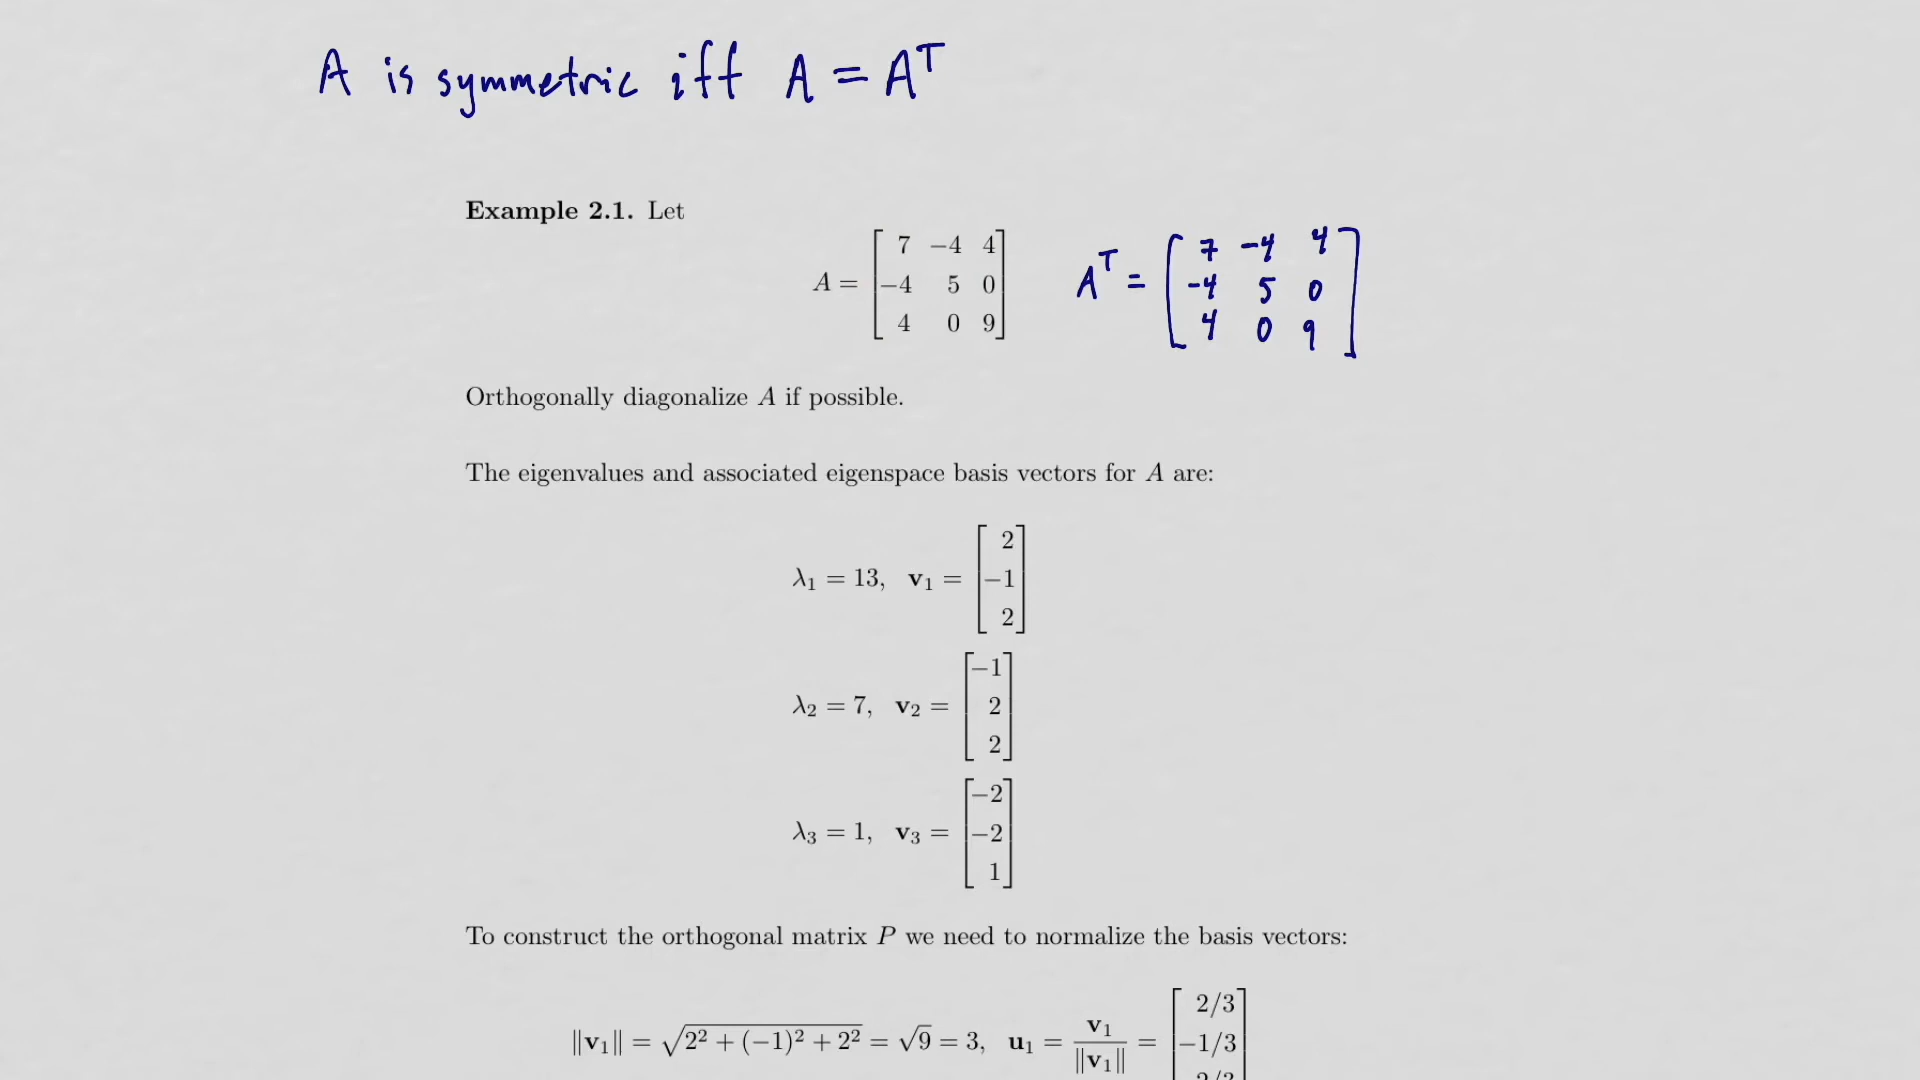 A is symmetric iff A = Aᵀ
Example 2.1. Let
A = [7 −4 4; −4 5 0; 4 0 9] Aᵀ = [7 -4 4; -4 5 0; 4 0 9]
Orthogonally diagonalize A if possible.
The eigenvalues and associated eigenspace basis vectors for A are:
λ₁ = 13, v₁ = [2; −1; 2]
λ₂ = 7, v₂ = [−1; 2; 2]
λ₃ = 1, v₃ = [−2; −2; 1]
To construct the orthogonal matrix P we need to normalize the basis vectors:
‖v₁‖ = √(2² + (−1)² + 2²) = √9 = 3, u₁ = v₁/‖v₁‖ = [2/3; −1/3;